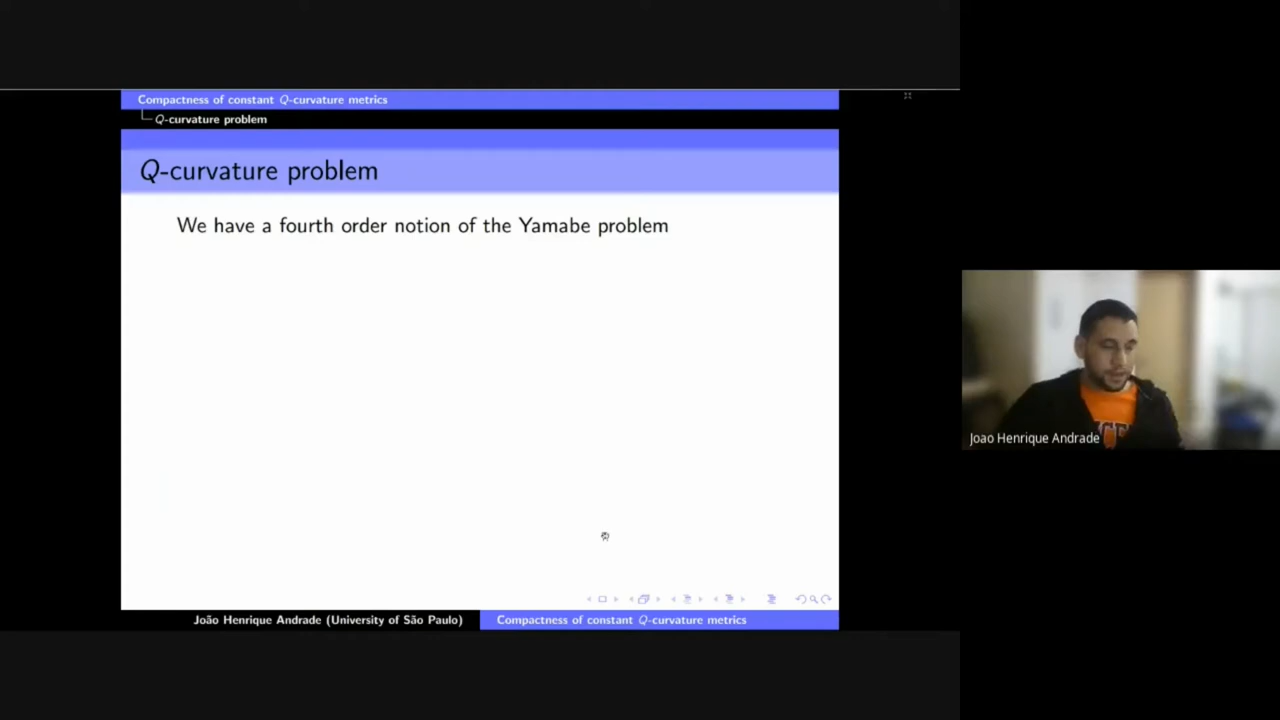 Compactness of constant Q-curvature metrics
Q-curvature problem
Q-curvature problem
We have a fourth order notion of the Yamabe problem
Joao Henrique Andrade
João Henrique Andrade (University of São Paulo)
Compactness of constant Q-curvature metrics